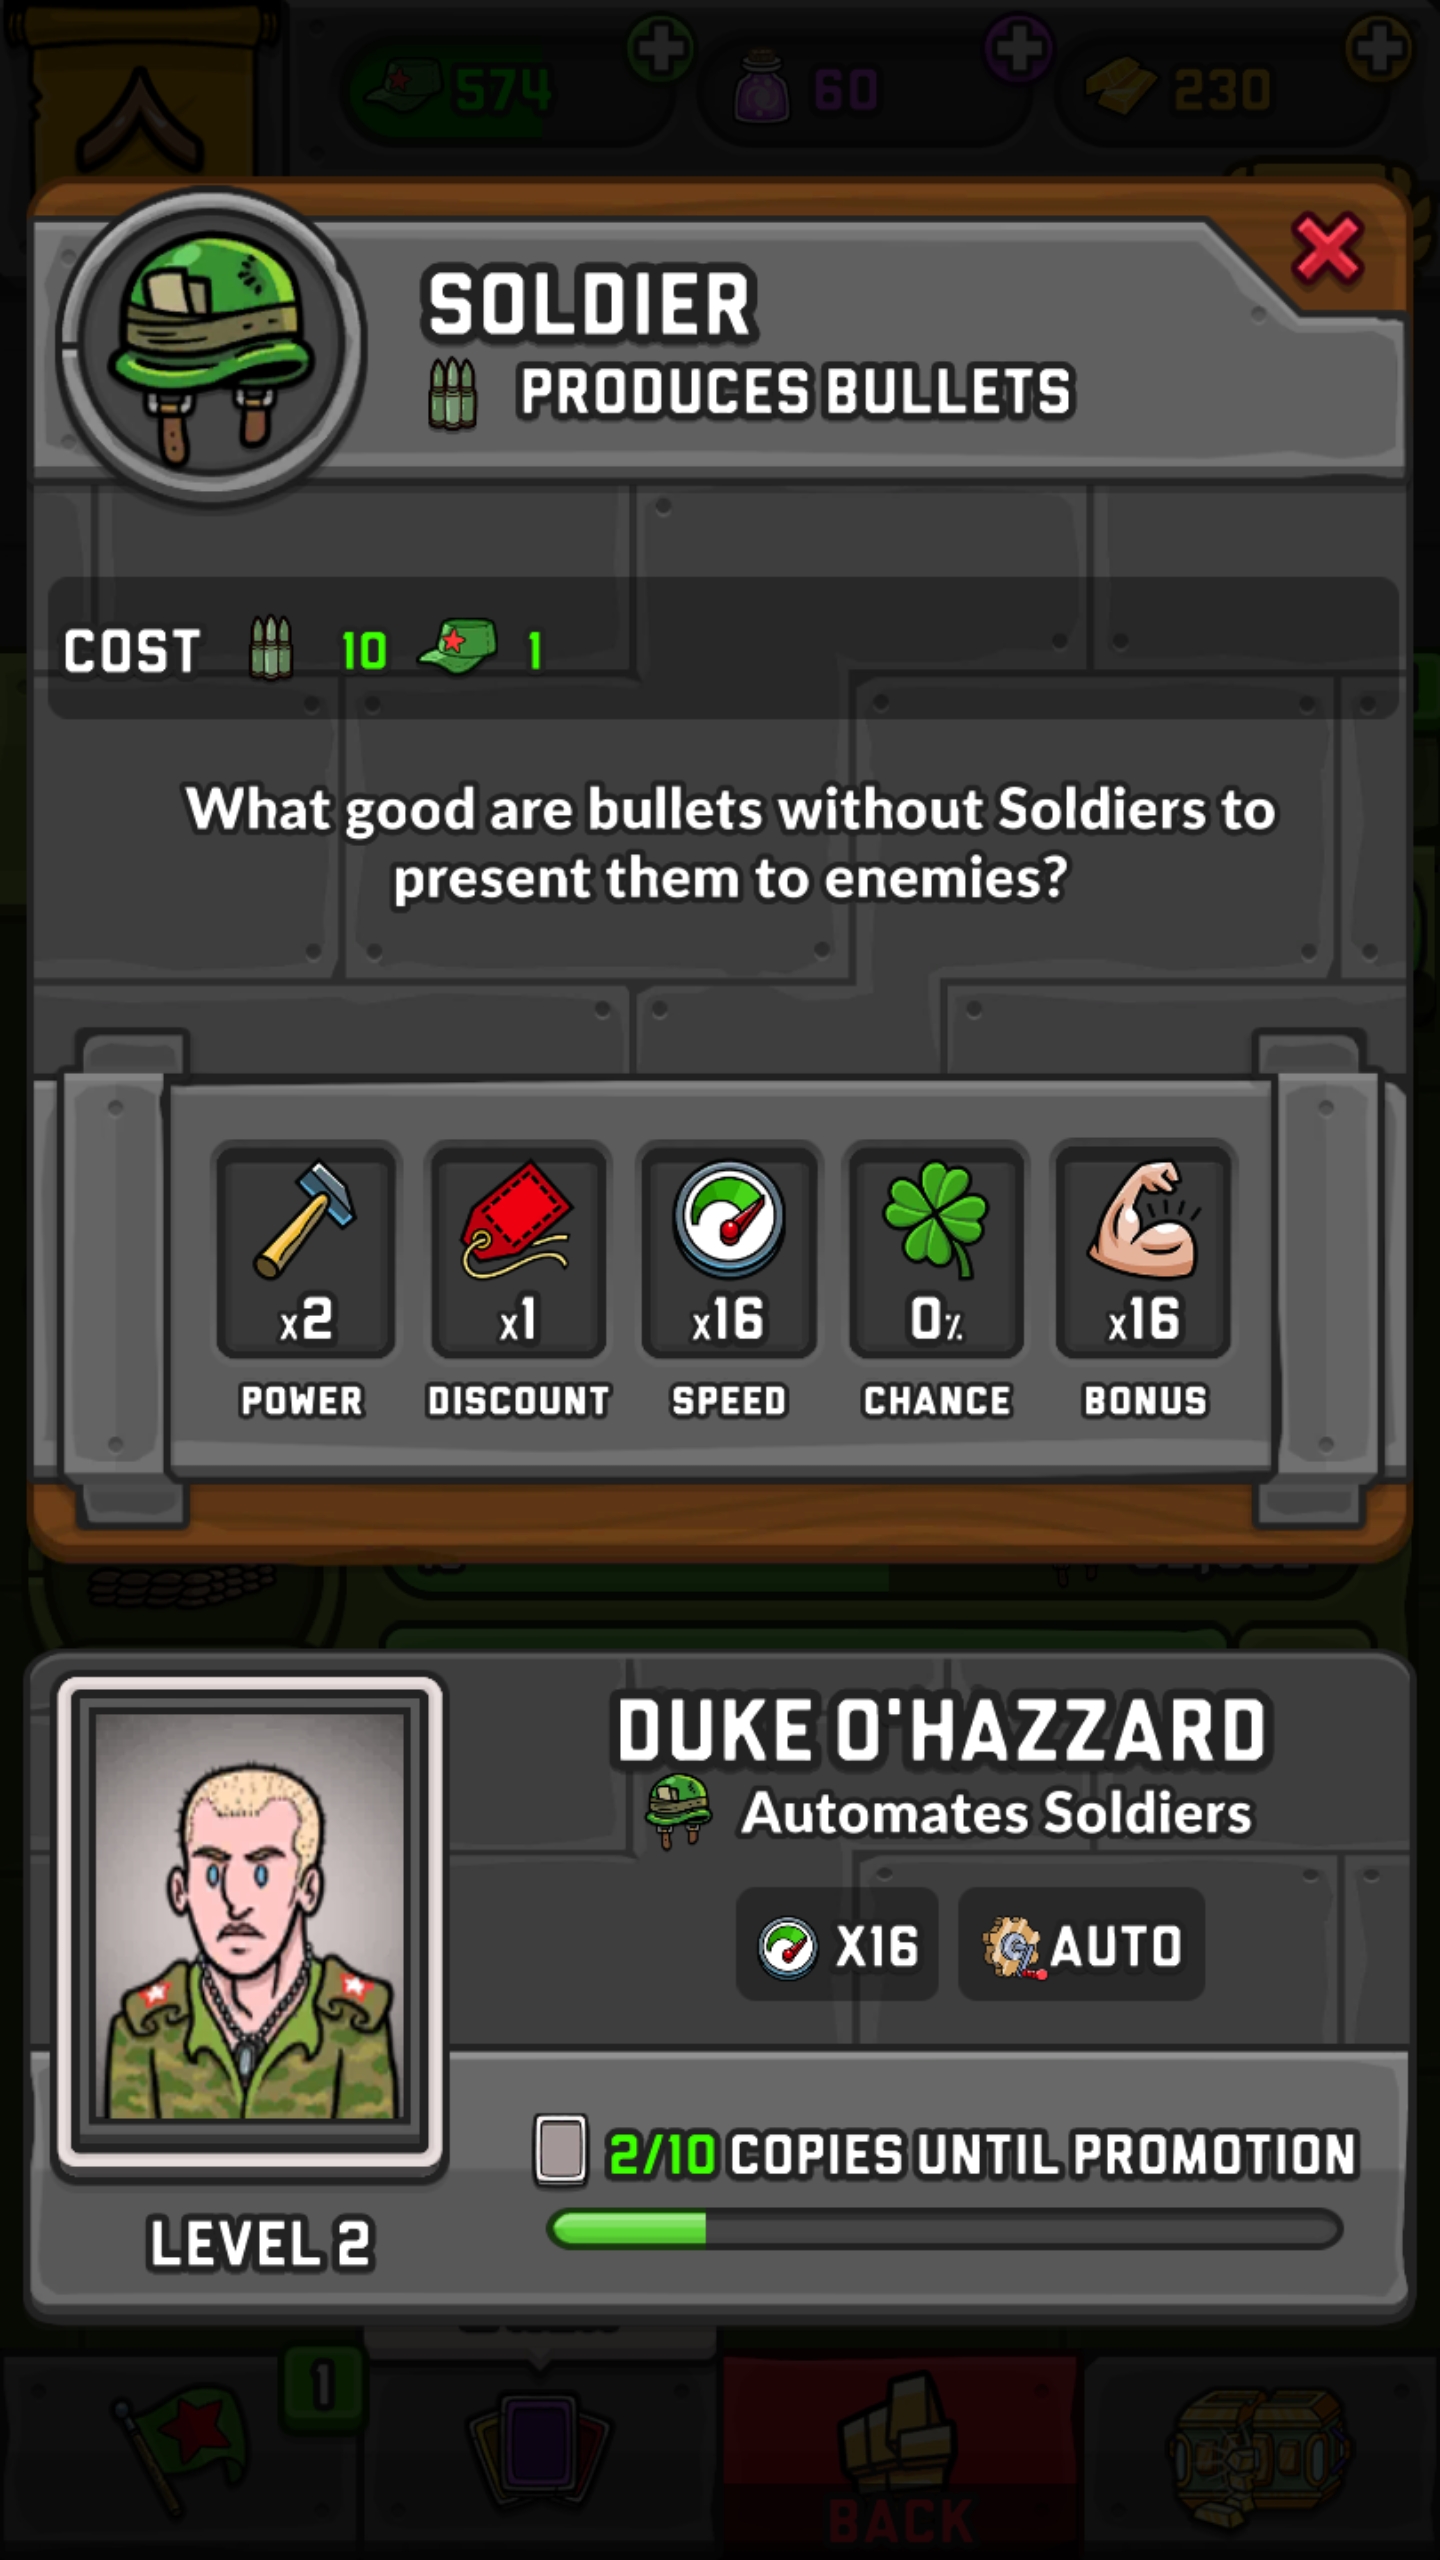 574 60 230
SOLDIER
PRODUCES BULLETS
COST 10 1
What good are bullets without Soldiers to
present them to enemies?
x2 x1 x16 0% x16
POWER DISCOUNT SPEED CHANCE BONUS
DUKE O'HAZZARD
Automates Soldiers
X16 AUTO
2/10 COPIES UNTIL PROMOTION
LEVEL 2
1
BACK